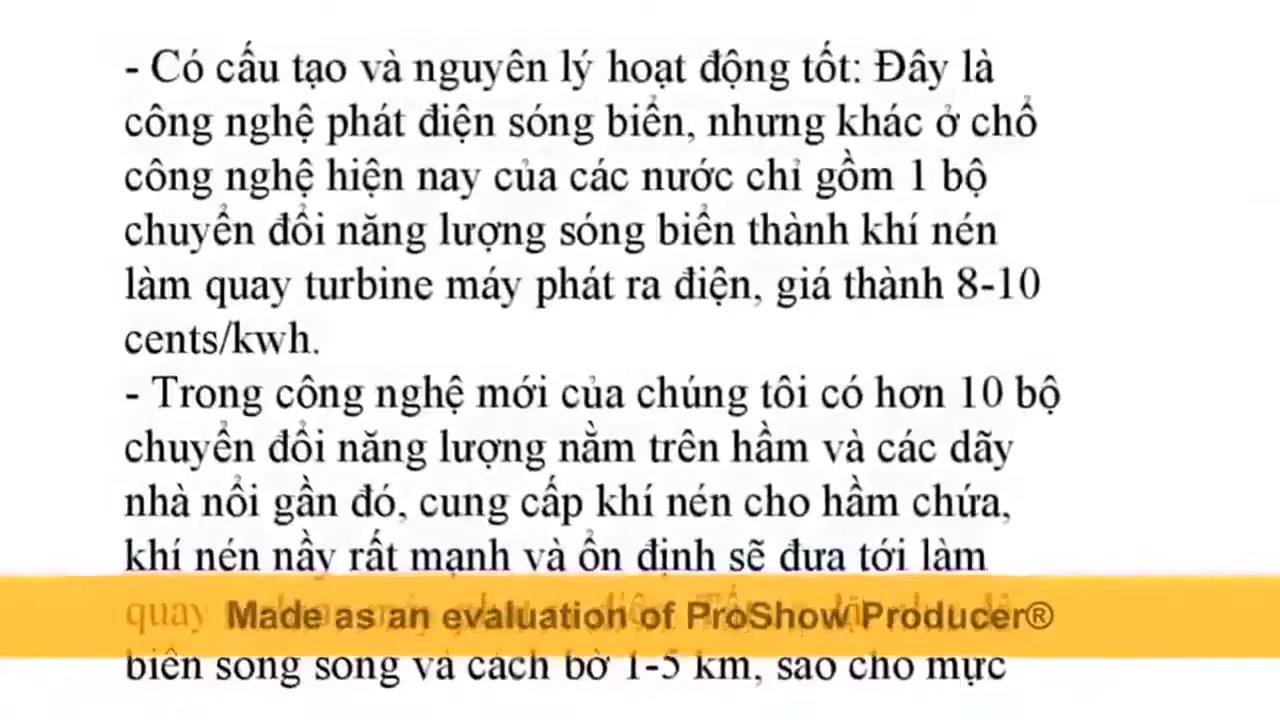 - Có cấu tạo và nguyên lý hoạt động tốt: Đây là
công nghệ phát điện sóng biển, nhưng khác ở chổ
công nghệ hiện nay của các nước chỉ gồm 1 bộ
chuyển đổi năng lượng sóng biển thành khí nén
làm quay turbine máy phát ra điện, giá thành 8-10
cents/kwh.
- Trong công nghệ mới của chúng tôi có hơn 10 bộ
chuyển đổi năng lượng nằm trên hầm và các dãy
nhà nổi gần đó, cung cấp khí nén cho hầm chứa,
khí nén nầy rất mạnh và ổn định sẽ đưa tới làm
quay
Made as an evaluation of ProShow Producer®
biển song song và cách bờ 1-5 km, sao cho mực